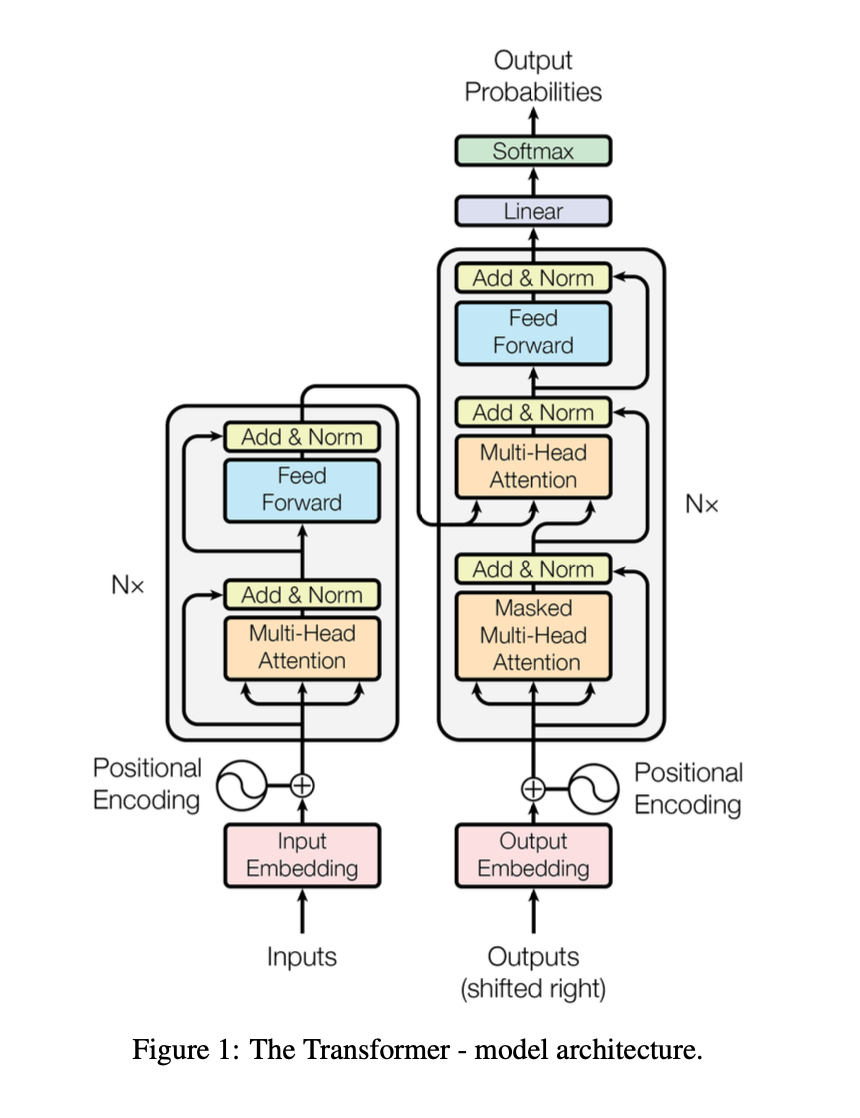 Output
Probabilities
Softmax
Linear
Add & Norm
Feed
Forward
Add & Norm
Multi-Head
Attention
Add & Norm
Masked
Multi-Head
Attention
Nx
Add & Norm
Feed
Forward
Add & Norm
Multi-Head
Attention
Nx
Positional
Encoding
Positional
Encoding
Input
Embedding
Output
Embedding
Inputs
Outputs
(shifted right)
Figure 1: The Transformer - model architecture.